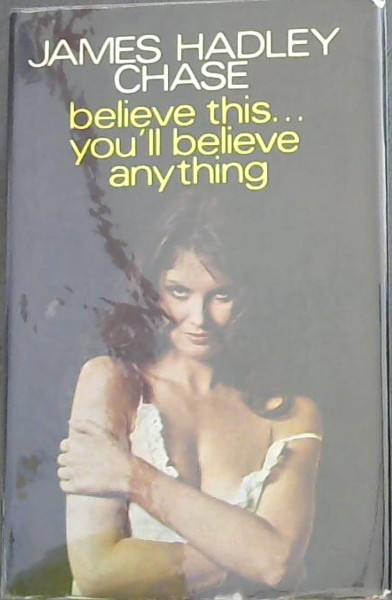 JAMES HADLEY
CHASE
believe this...
you'll believe
anything